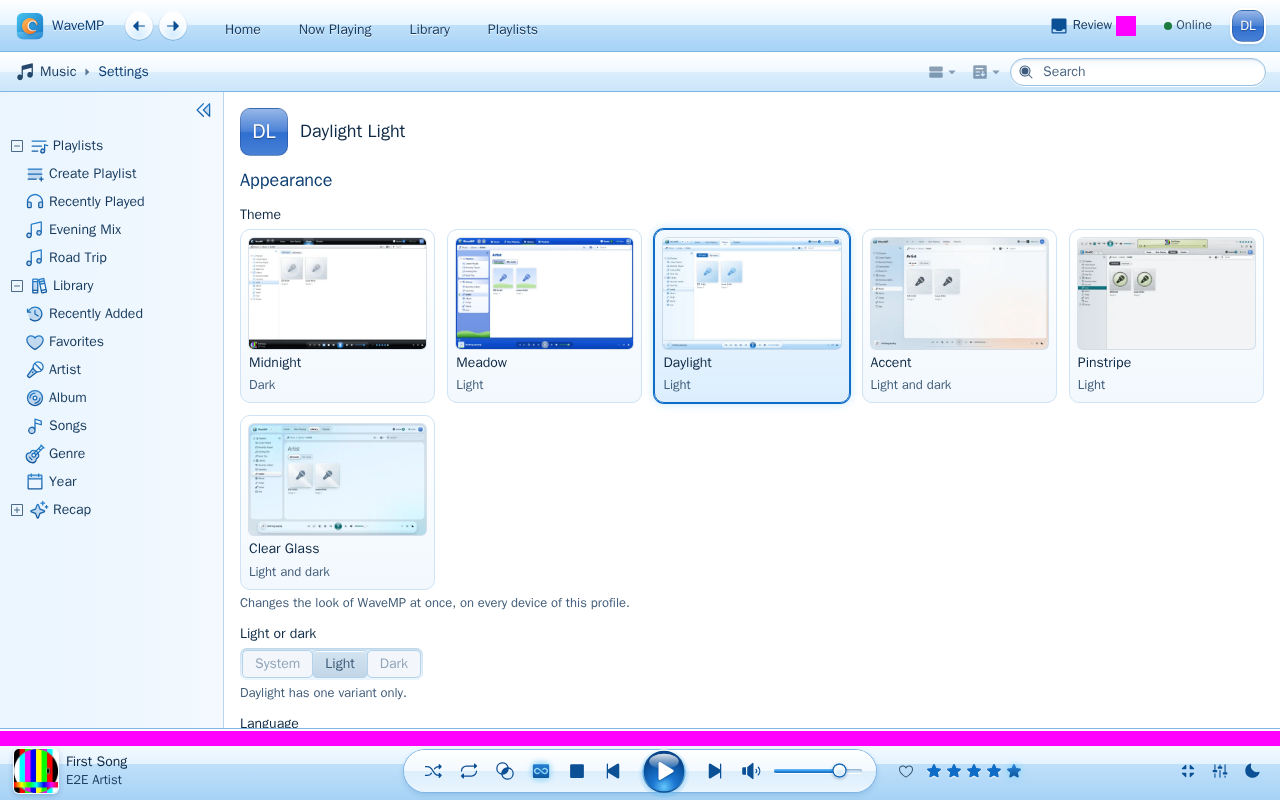 WaveMP
Home
Now Playing
Library
Playlists
Review
Online
DL
Music
Settings
Search
Playlists
Create Playlist
Recently Played
Evening Mix
Road Trip
Library
Recently Added
Favorites
Artist
Album
Songs
Genre
Year
Recap
DL
Daylight Light
Appearance
Theme
Midnight
Dark
Meadow
Light
Daylight
Light
Accent
Light and dark
Pinstripe
Light
Clear Glass
Light and dark
Changes the look of WaveMP at once, on every device of this profile.
Light or dark
System
Light
Dark
Daylight has one variant only.
Language
First Song
E2E Artist